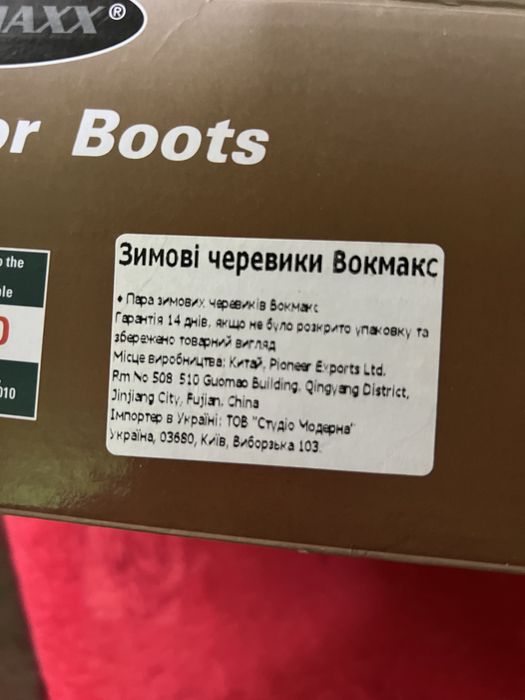 MAXX®
or Boots
o the
ble
0
010
Зимові черевики Вокмакс
• Пара зимових черевиків Вокмакс
Гарантія 14 днів, якщо не було розкрито упаковку та
збережено товарний вигляд
Місце виробництва: Китай, Pioneer Exports Ltd.
Rm No 508 510 Guomao Building, Qingyang District,
Jinjiang City, Fujian, China
Імпортер в Україні: ТОВ "Студіо Модерна"
Україна, 03680, Київ, Виборзька 103.